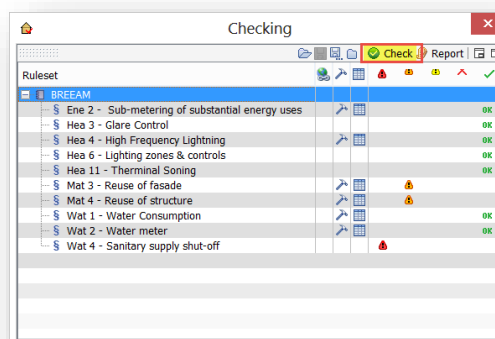 Checking
Check Report
Ruleset
BREEAM
§ Ene 2 - Sub-metering of substantial energy uses OK
§ Hea 3 - Glare Control OK
§ Hea 4 - High Frequency Lightning OK
§ Hea 6 - Lighting zones & controls OK
§ Hea 11 - Therminal Soning OK
§ Mat 3 - Reuse of fasade
§ Mat 4 - Reuse of structure
§ Wat 1 - Water Consumption OK
§ Wat 2 - Water meter OK
§ Wat 4 - Sanitary supply shut-off